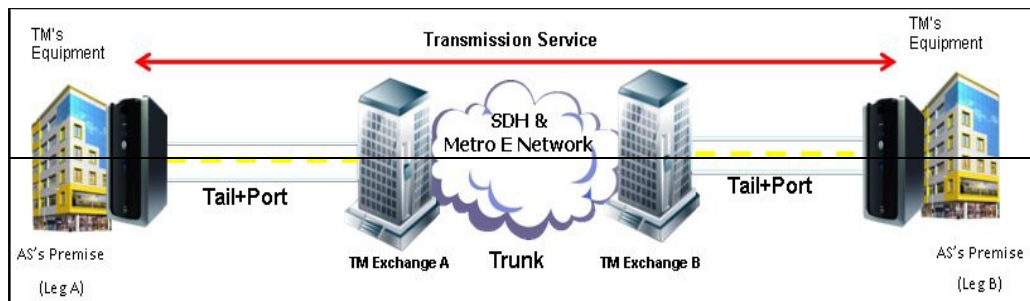 TM's
Equipment
Transmission Service
TM's
Equipment
SDH &
Metro E Network
Tail+Port
Tail+Port
AS's Premise
(Leg A)
TM Exchange A
Trunk
TM Exchange B
AS's Premise
(Leg B)